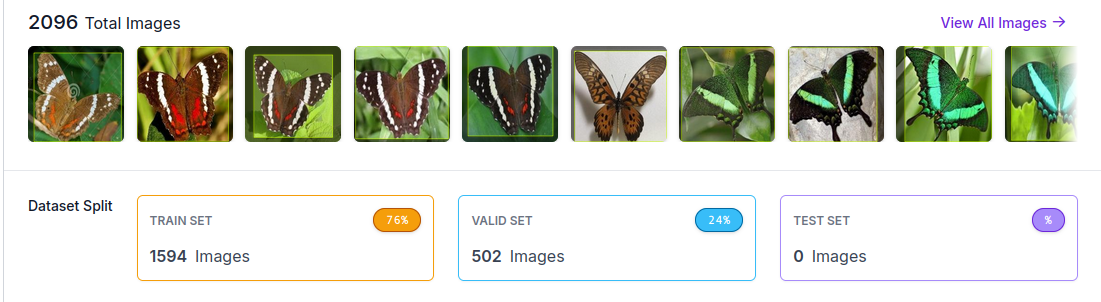 2096 Total Images
View All Images →
Dataset Split
TRAIN SET
76%
1594 Images
VALID SET
24%
502 Images
TEST SET
%
0 Images